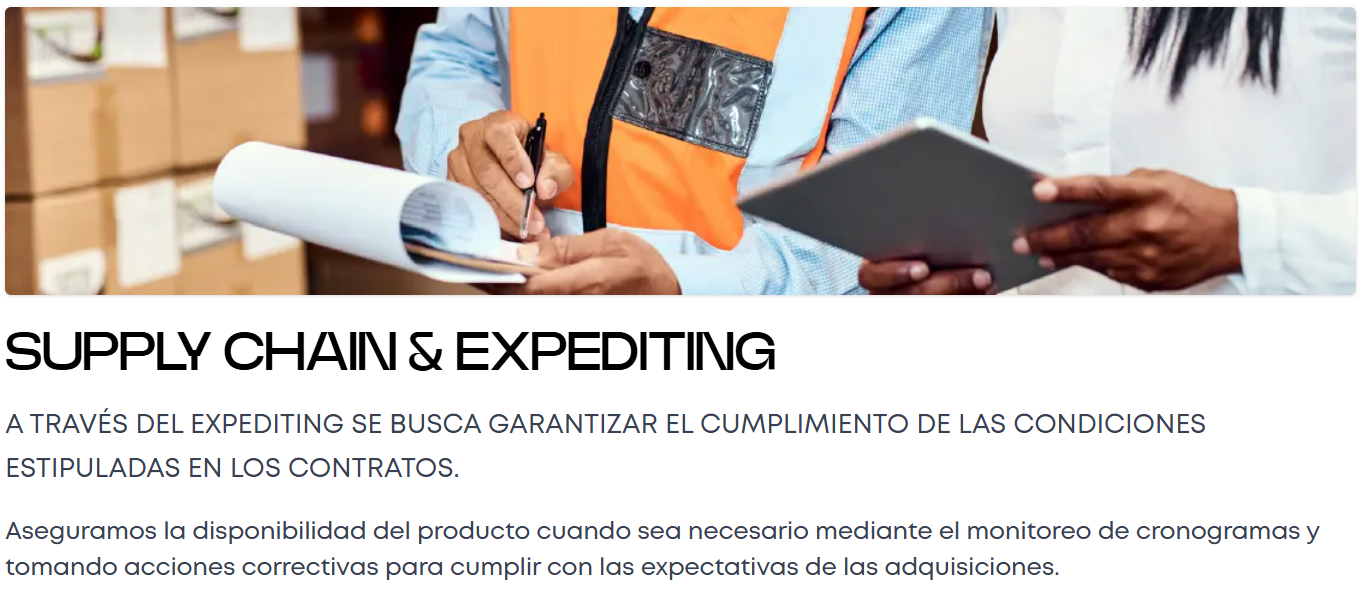 SUPPLY CHAIN & EXPEDITING
A TRAVÉS DEL EXPEDITING SE BUSCA GARANTIZAR EL CUMPLIMIENTO DE LAS CONDICIONES
ESTIPULADAS EN LOS CONTRATOS.
Aseguramos la disponibilidad del producto cuando sea necesario mediante el monitoreo de cronogramas y
tomando acciones correctivas para cumplir con las expectativas de las adquisiciones.